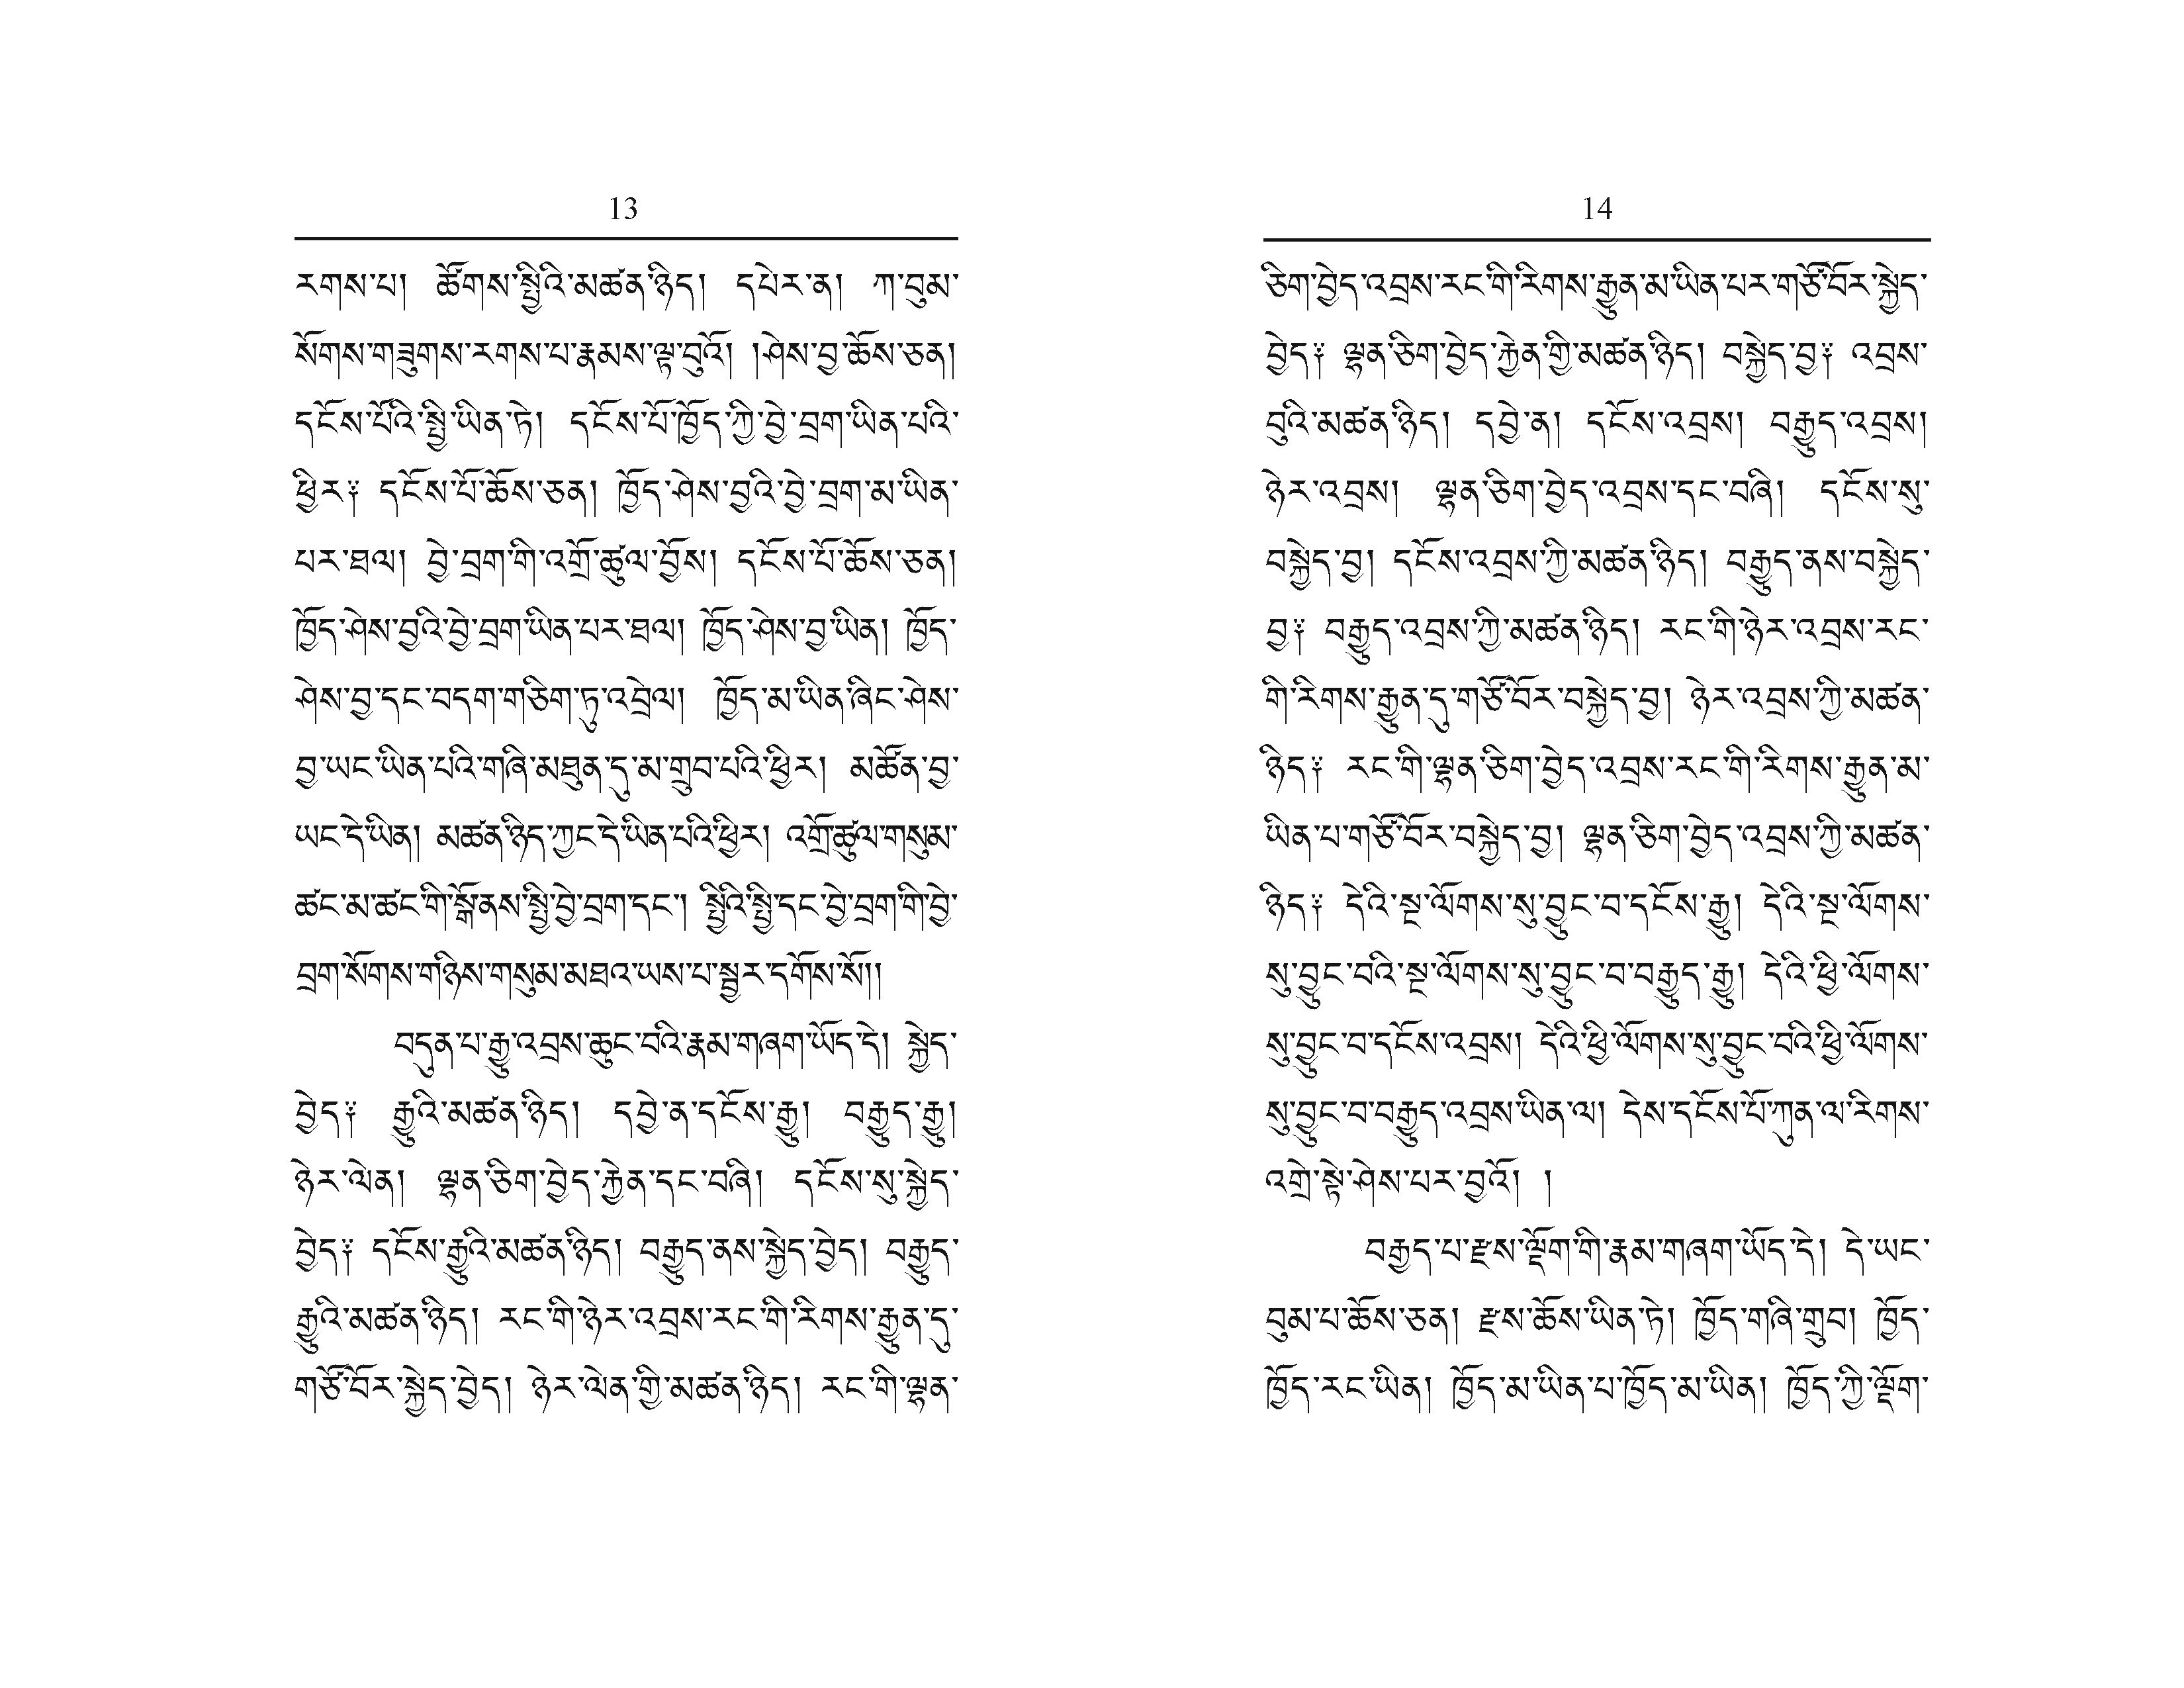 13
རགས་པ། ཚོགས་སྤྱིའི་མཚན་ཉིད། དཔེར་ན། ཀ་བུམ་
སོགས་གཟུགས་རགས་པ་རྣམས་ལྟ་བུའོ། །ཤེས་བྱ་ཆོས་ཅན།
དངོས་པོའི་སྤྱི་ཡིན་ཏེ། དངོས་པོ་ཁྱོད་ཀྱི་བྱེ་བྲག་ཡིན་པའི་
ཕྱིར༑ དངོས་པོ་ཆོས་ཅན། ཁྱོད་ཤེས་བྱའི་བྱེ་བྲག་མ་ཡིན་
པར་ཐལ། བྱེ་བྲག་གི་འགྲོ་ཚུལ་བྱོས། དངོས་པོ་ཆོས་ཅན།
ཁྱོད་ཤེས་བྱའི་བྱེ་བྲག་ཡིན་པར་ཐལ། ཁྱོད་ཤེས་བྱ་ཡིན། ཁྱོད་
ཤེས་བྱ་དང་བདག་གཅིག་ཏུ་འབྲེལ། ཁྱོད་མ་ཡིན་ཞིང་ཤེས་
བྱ་ཡང་ཡིན་པའི་གཞི་མཐུན་དུ་མ་གྲུབ་པའི་ཕྱིར། མཚོན་བྱ་
ཡང་དེ་ཡིན། མཚན་ཉིད་ཀྱང་དེ་ཡིན་པའི་ཕྱིར། འགྲོ་ཚུལ་གསུམ་
ཚང་མ་ཚང་གི་སྒོ་ནས་སྤྱི་བྱེ་བྲག་དང་། སྤྱིའི་སྤྱི་དང་བྱེ་བྲག་གི་བྱེ་
བྲག་སོགས་གཉིས་གསུམ་མཐའ་ཡས་པ་སྦྱར་དགོས་སོ།།
བདུན་པ་རྒྱུ་འབྲས་ཆུང་བའི་རྣམ་གཞག་ཡོད་དེ། སྐྱེད་
བྱེད༑ རྒྱུའི་མཚན་ཉིད། དབྱེ་ན་དངོས་རྒྱུ། བརྒྱུད་རྒྱུ།
ཉེར་ལེན། ལྷན་ཅིག་བྱེད་རྐྱེན་དང་བཞི། དངོས་སུ་སྐྱེད་
བྱེད༑ དངོས་རྒྱུའི་མཚན་ཉིད། བརྒྱུད་ནས་སྐྱེད་བྱེད། བརྒྱུད་
རྒྱུའི་མཚན་ཉིད། རང་གི་ཉེར་འབྲས་རང་གི་རིགས་རྒྱུན་དུ་
གཙོ་བོར་སྐྱེད་བྱེད། ཉེར་ལེན་གྱི་མཚན་ཉིད། རང་གི་ལྷན་
14
ཅིག་བྱེད་འབྲས་རང་གི་རིགས་རྒྱུན་མ་ཡིན་པར་གཙོ་བོར་སྐྱེད་
བྱེད༑ ལྷན་ཅིག་བྱེད་རྐྱེན་གྱི་མཚན་ཉིད། བསྐྱེད་བྱ༑ འབྲས་
བུའི་མཚན་ཉིད། དབྱེ་ན། དངོས་འབྲས། བརྒྱུད་འབྲས།
ཉེར་འབྲས། ལྷན་ཅིག་བྱེད་འབྲས་དང་བཞི། དངོས་སུ་
བསྐྱེད་བྱ། དངོས་འབྲས་ཀྱི་མཚན་ཉིད། བརྒྱུད་ནས་བསྐྱེད་
བྱ༑ བརྒྱུད་འབྲས་ཀྱི་མཚན་ཉིད། རང་གི་ཉེར་འབྲས་རང་
གི་རིགས་རྒྱུན་དུ་གཙོ་བོར་བསྐྱེད་བྱ། ཉེར་འབྲས་ཀྱི་མཚན་
ཉིད༑ རང་གི་ལྷན་ཅིག་བྱེད་འབྲས་རང་གི་རིགས་རྒྱུན་མ་
ཡིན་པ་གཙོ་བོར་བསྐྱེད་བྱ། ལྷན་ཅིག་བྱེད་འབྲས་ཀྱི་མཚན་
ཉིད༑ དེའི་སྔ་ལོགས་སུ་བྱུང་བ་དངོས་རྒྱུ། དེའི་སྔ་ལོགས་
སུ་བྱུང་བའི་སྔ་ལོགས་སུ་བྱུང་བ་བརྒྱུད་རྒྱུ། དེའི་ཕྱི་ལོགས་
སུ་བྱུང་བ་དངོས་འབྲས། དེའི་ཕྱི་ལོགས་སུ་བྱུང་བའི་ཕྱི་ལོགས་
སུ་བྱུང་བ་བརྒྱུད་འབྲས་ཡིན་ལ། དེས་དངོས་པོ་ཀུན་ལ་རིགས་
འགྲེ་སྟེ་ཤེས་པར་བྱའོ། །
བརྒྱད་པ་རྫས་ལྡོག་གི་རྣམ་གཞག་ཡོད་དེ། དེ་ཡང་
བུམ་པ་ཆོས་ཅན། རྫས་ཆོས་ཡིན་ཏེ། ཁྱོད་གཞི་གྲུབ། ཁྱོད་
ཁྱོད་རང་ཡིན། ཁྱོད་མ་ཡིན་པ་ཁྱོད་མ་ཡིན། ཁྱོད་ཀྱི་ལྡོག་